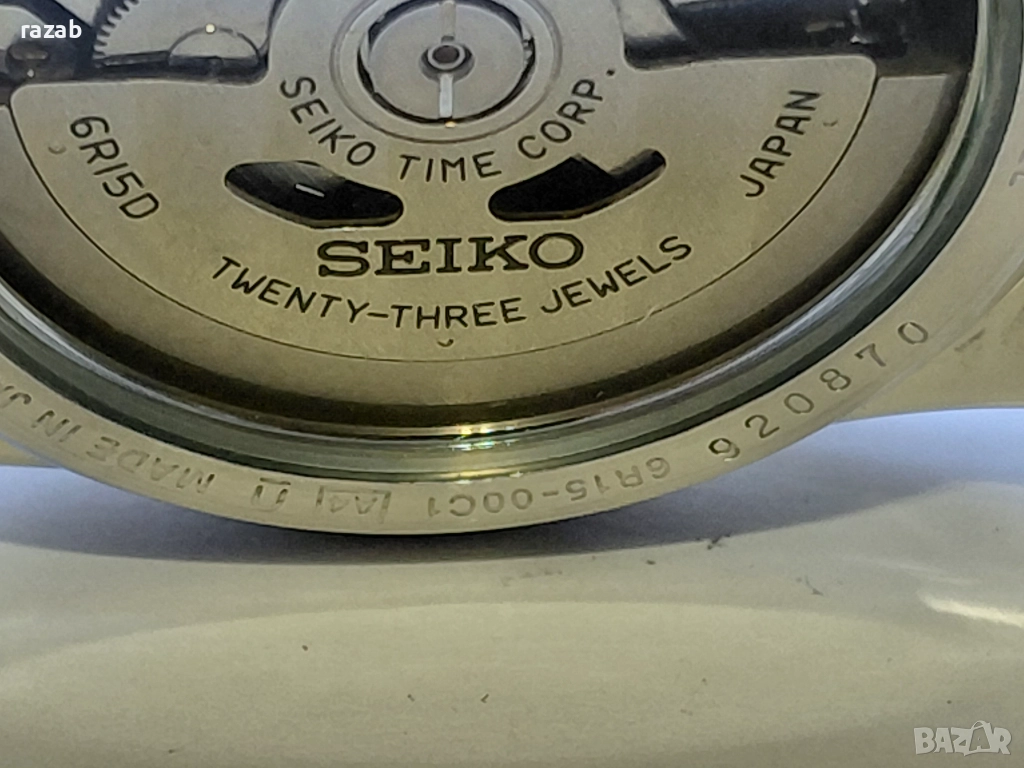 razab
SEIKO TIME CORP.
6R15D
JAPAN
SEIKO
TWENTY-THREE JEWELS
920870
6R15-00C1
A4
MADE IN
BAZAR